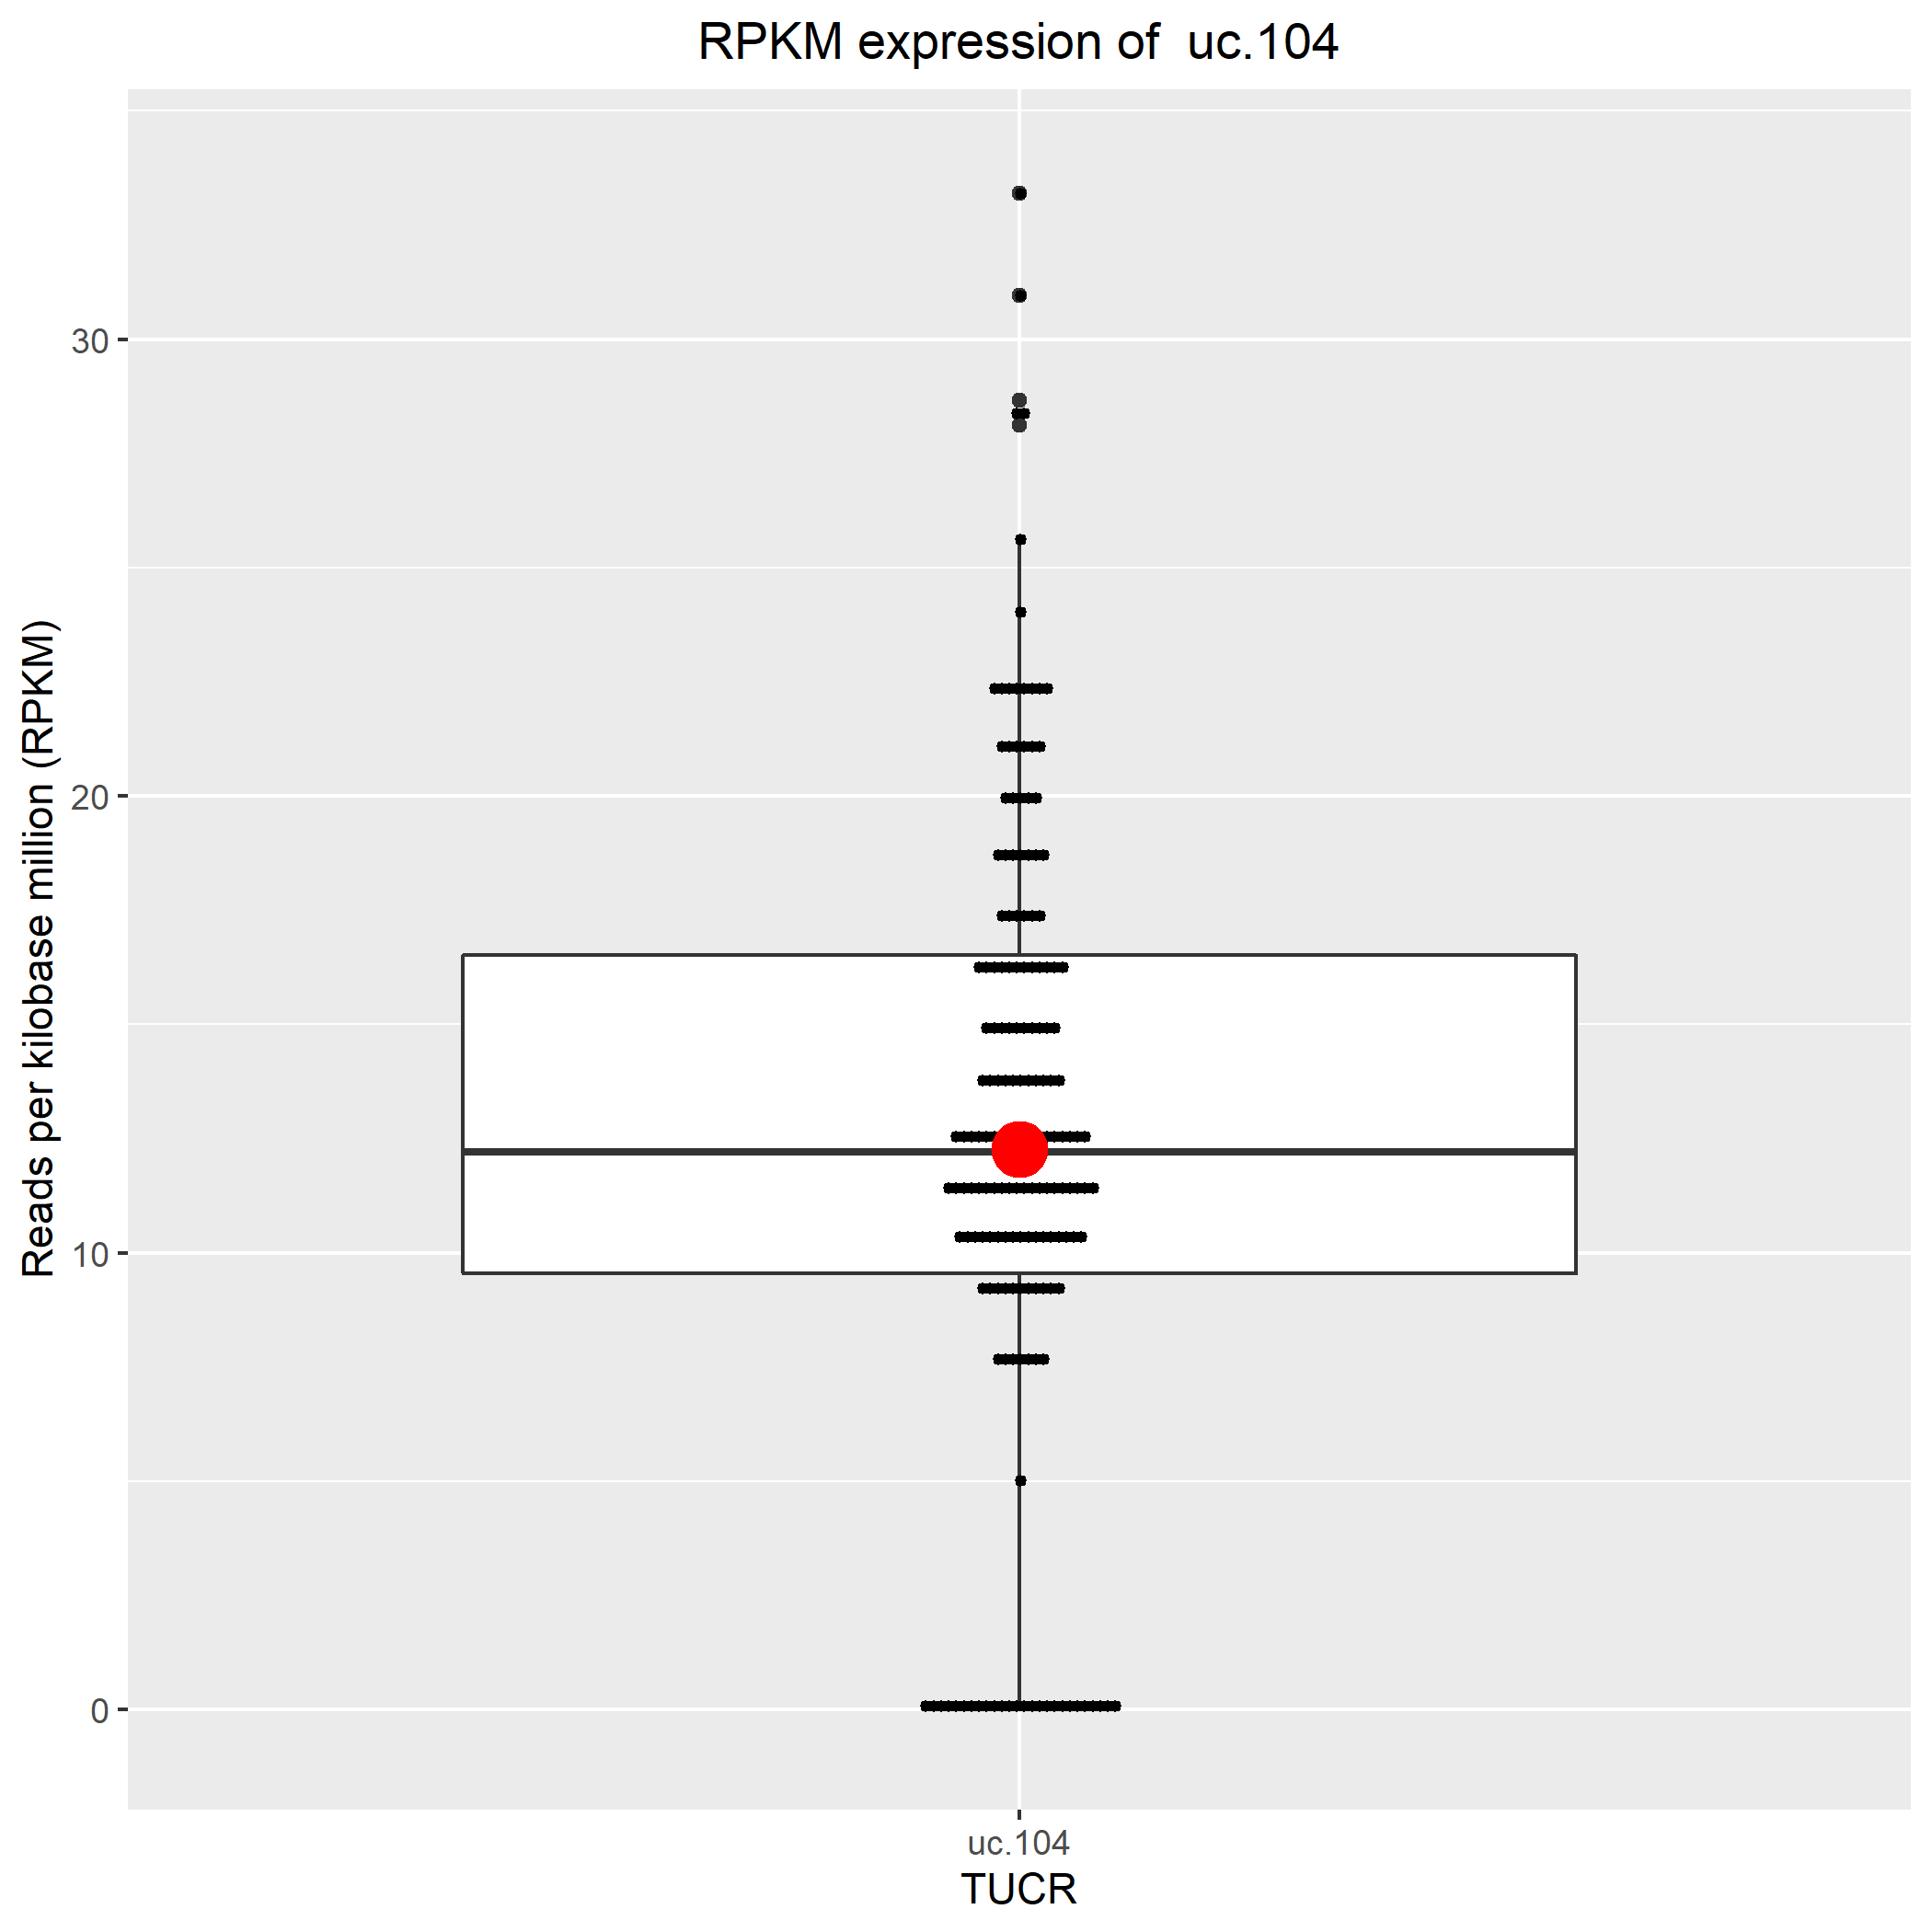 RPKM expression of  uc.104
Reads per kilobase million (RPKM)
30
20
10
0
uc.104
TUCR